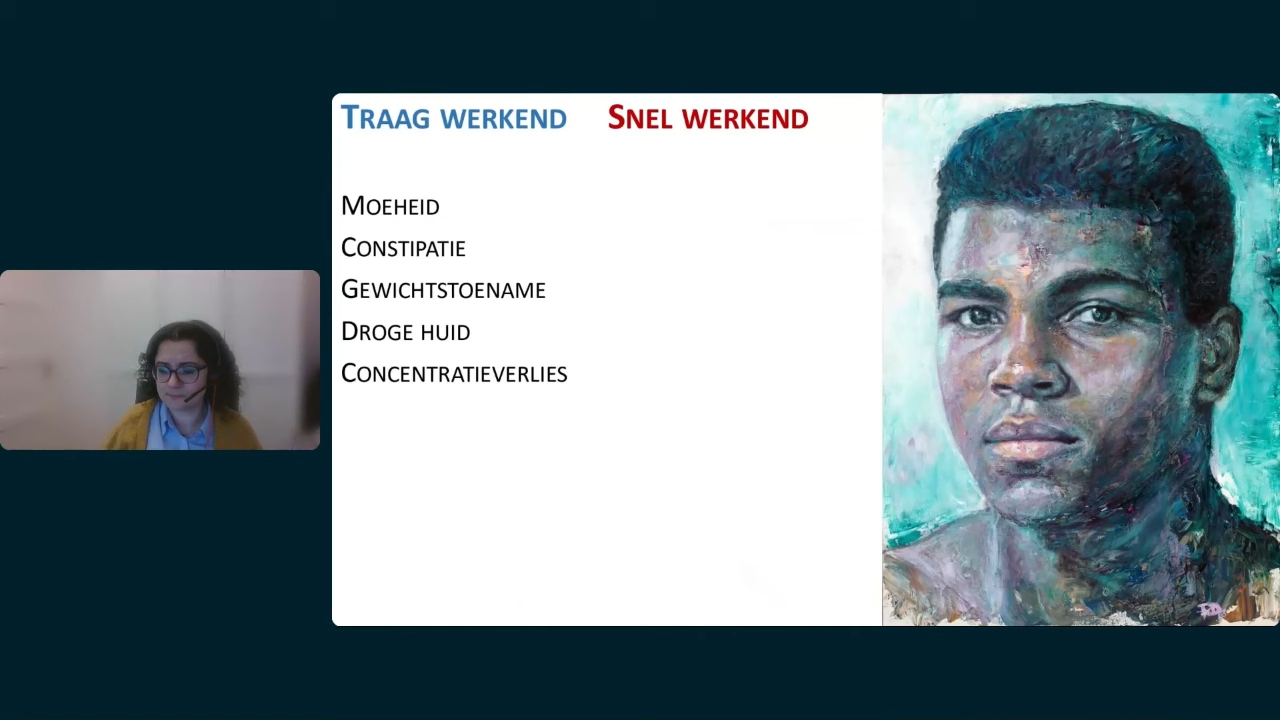 Traag werkend Snel werkend
Moeheid
Constipatie
Gewichtstoename
Droge huid
Concentratieverlies